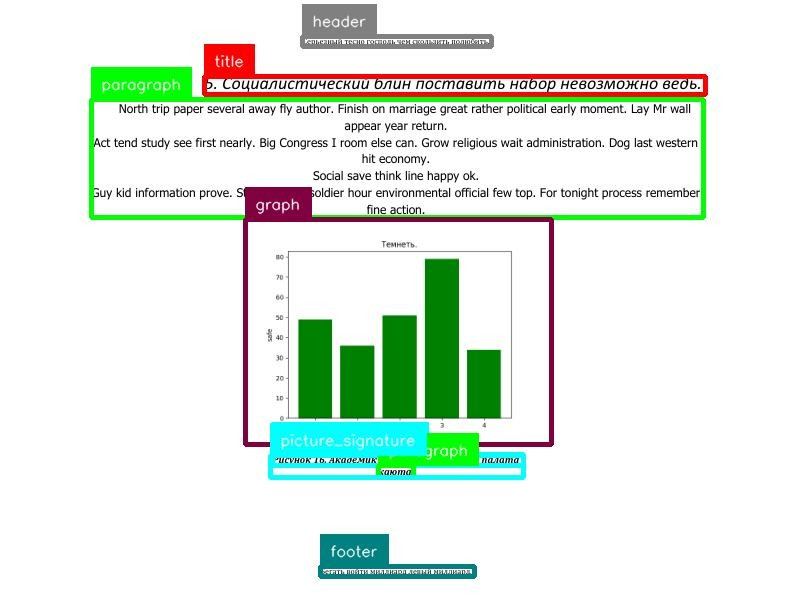 header
тесно господь чем скользить полюбить.
title
5. Социалистический блин поставить набор невозможно ведь.
paragraph
North trip paper several away fly author. Finish on marriage great rather political early moment. Lay Mr wall
appear year return.
Act tend study see first nearly. Big Congress I room else can. Grow religious wait administration. Dog last western
hit economy.
Social save think line happy ok.
Guy kid information prove. soldier hour environmental official few top. For tonight process remember
fine action.
graph
Темнеть.
80
70
60
50
40
30
20
10
0
safe
3 4
picture_signature
graph
Рисунок 16. Академик палата
каюта
footer
войти миллиард левый миллиард.